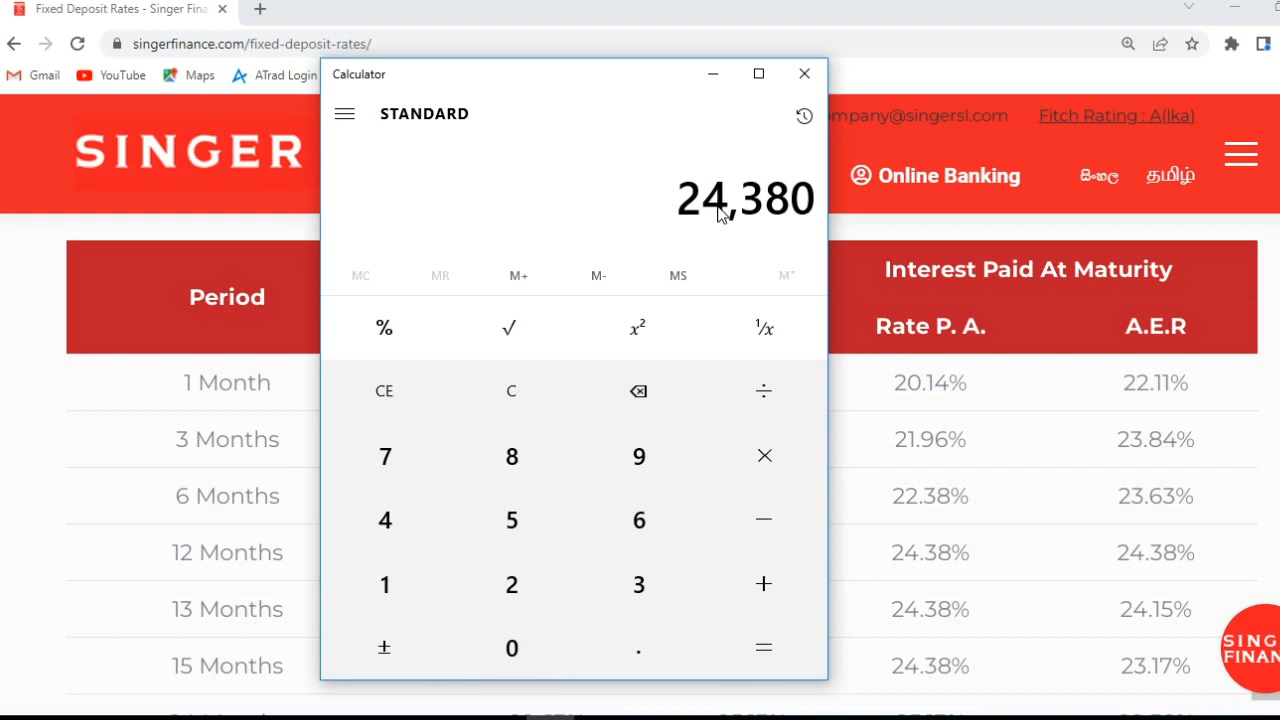 Fixed Deposit Rates - Singer Fina
singerfinance.com/fixed-deposit-rates/
Gmail YouTube Maps ATrad Login
Calculator
STANDARD
24,380
MC MR M+ M- MS M˅
% √ x² ¹/x
CE C ÷
7 8 9 ×
4 5 6 −
1 2 3 +
± 0 . =
SINGER
ompany@singersl.com Fitch Rating : A(lka)
Online Banking සිංහල தமிழ்
Period Interest Paid At Maturity
Rate P. A. A.E.R
1 Month 20.14% 22.11%
3 Months 21.96% 23.84%
6 Months 22.38% 23.63%
12 Months 24.38% 24.38%
13 Months 24.38% 24.15%
15 Months 24.38% 23.17%
SING
FINAN